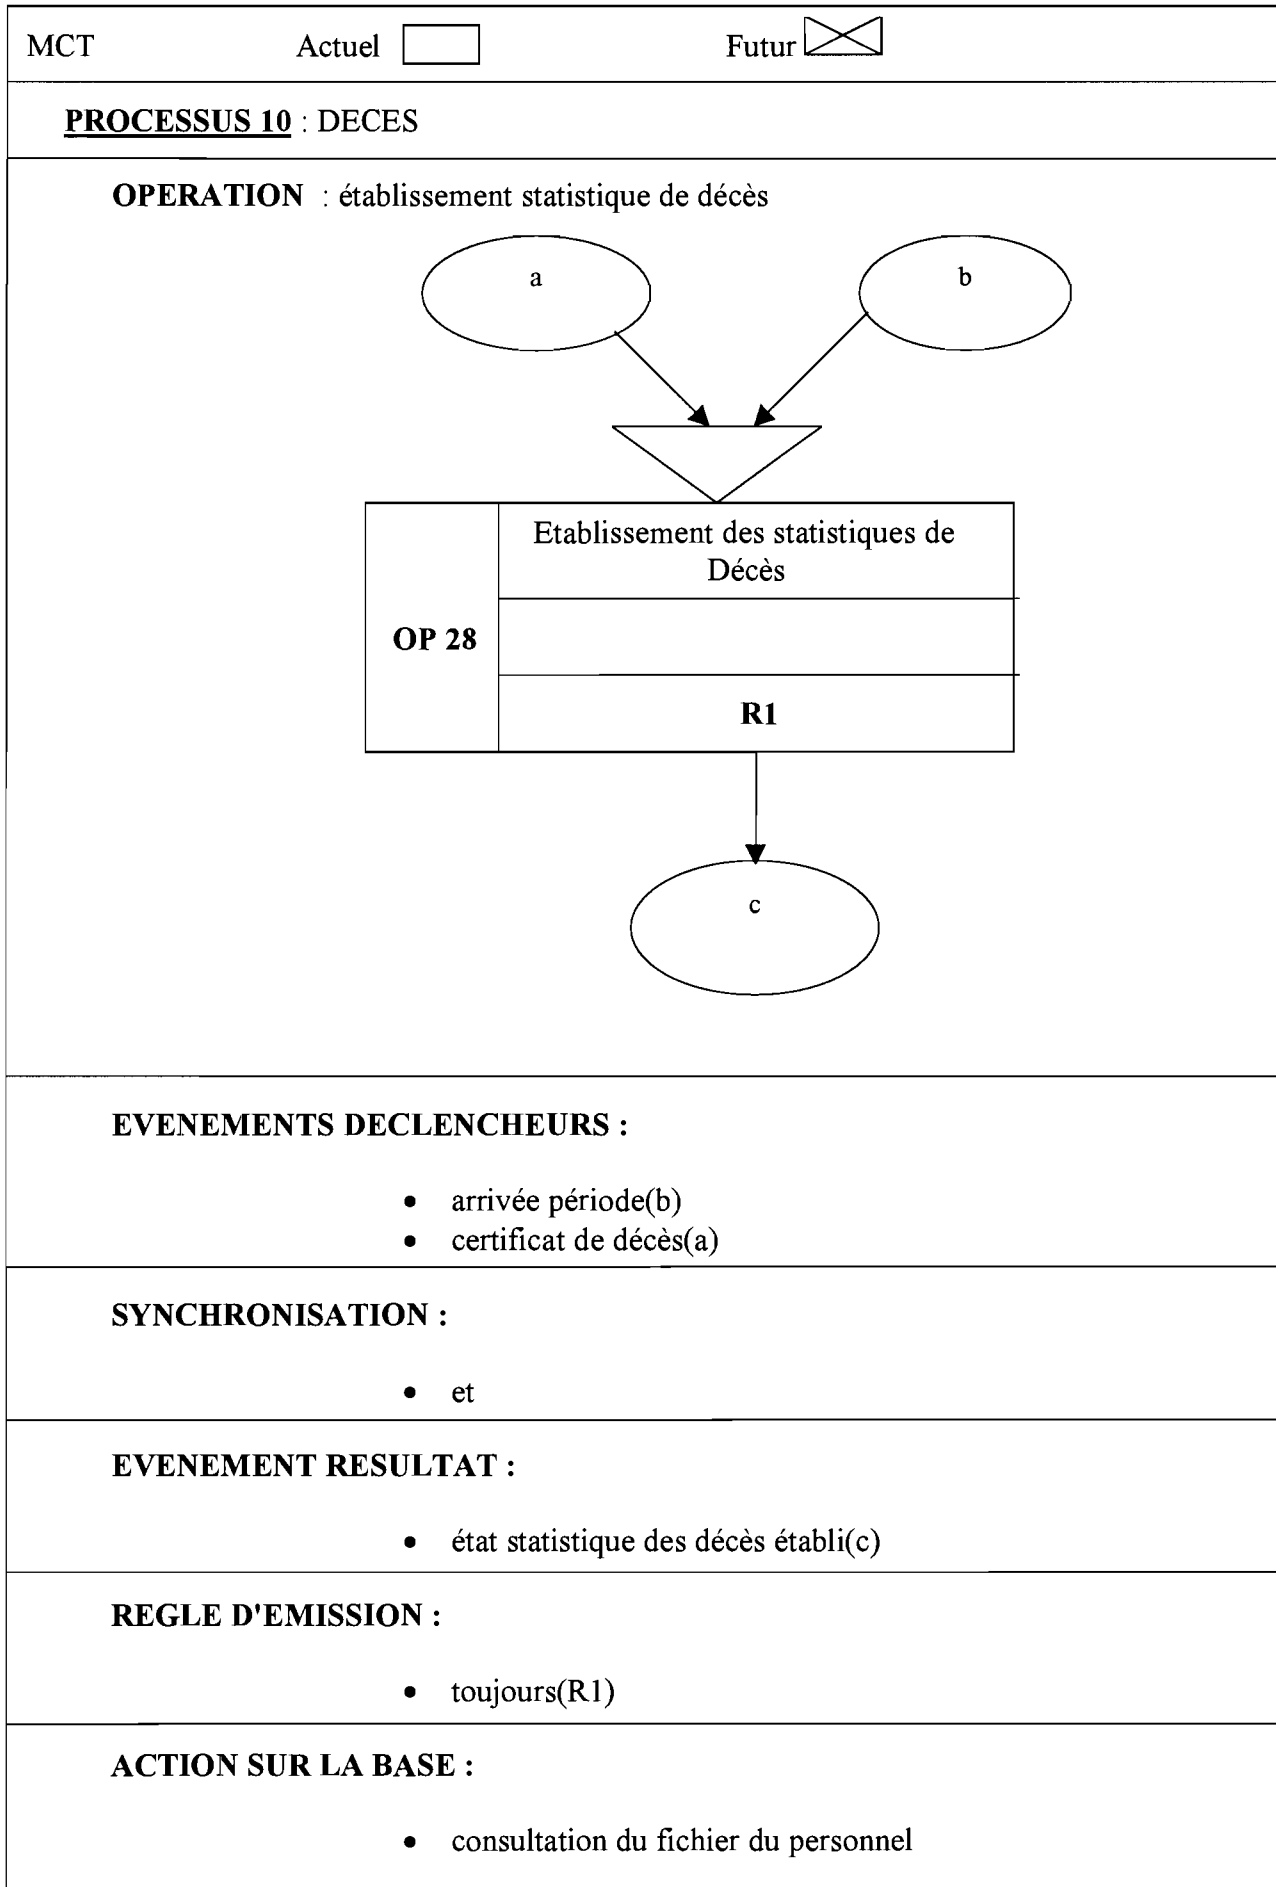 MCT Actuel Futur
PROCESSUS 10 : DECES
OPERATION : établissement statistique de décès
a b
Etablissement des statistiques de
Décès
OP 28
R1
c
EVENEMENTS DECLENCHEURS :
• arrivée période(b)
• certificat de décès(a)
SYNCHRONISATION :
• et
EVENEMENT RESULTAT :
• état statistique des décès établi(c)
REGLE D'EMISSION :
• toujours(R1)
ACTION SUR LA BASE :
• consultation du fichier du personnel